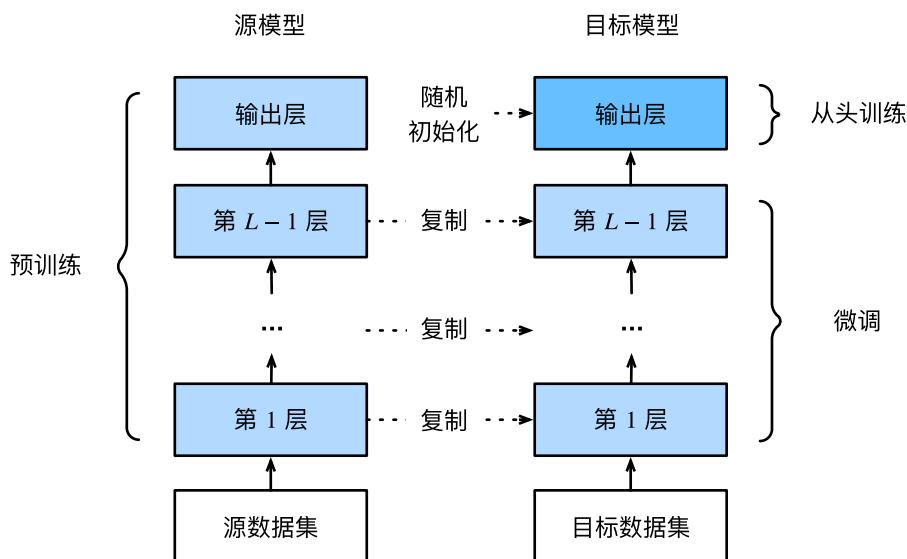 源模型
目标模型
输出层
随机
初始化
输出层
从头训练
第 L − 1 层
复制
第 L − 1 层
预训练
...
复制
...
微调
第 1 层
复制
第 1 层
源数据集
目标数据集